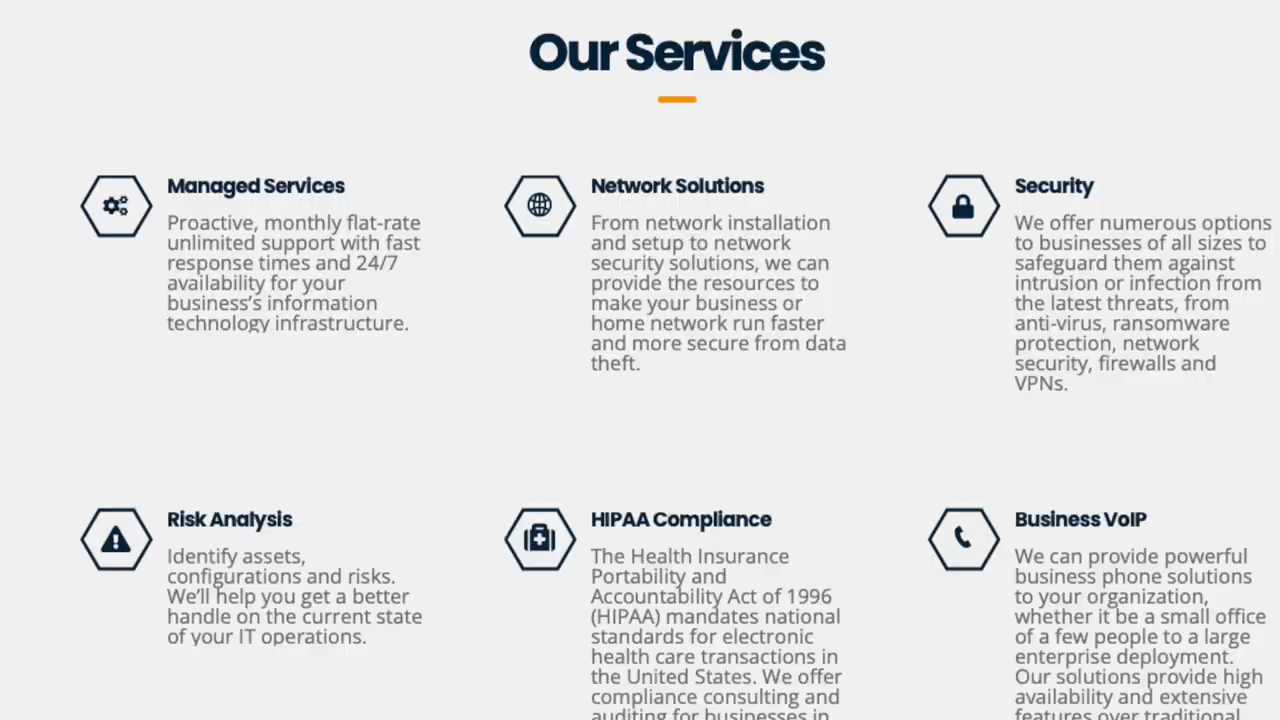 Our Services
Managed Services
Proactive, monthly flat-rate
unlimited support with fast
response times and 24/7
availability for your
business’s information
technology infrastructure.
Network Solutions
From network installation
and setup to network
security solutions, we can
provide the resources to
make your business or
home network run faster
and more secure from data
theft.
Security
We offer numerous options
to businesses of all sizes to
safeguard them against
intrusion or infection from
the latest threats, from
anti-virus, ransomware
protection, network
security, firewalls and
VPNs.
Risk Analysis
Identify assets,
configurations and risks.
We’ll help you get a better
handle on the current state
of your IT operations.
HIPAA Compliance
The Health Insurance
Portability and
Accountability Act of 1996
(HIPAA) mandates national
standards for electronic
health care transactions in
the United States. We offer
compliance consulting and
auditing for businesses in
Business VoIP
We can provide powerful
business phone solutions
to your organization,
whether it be a small office
of a few people to a large
enterprise deployment.
Our solutions provide high
availability and extensive
features over traditional